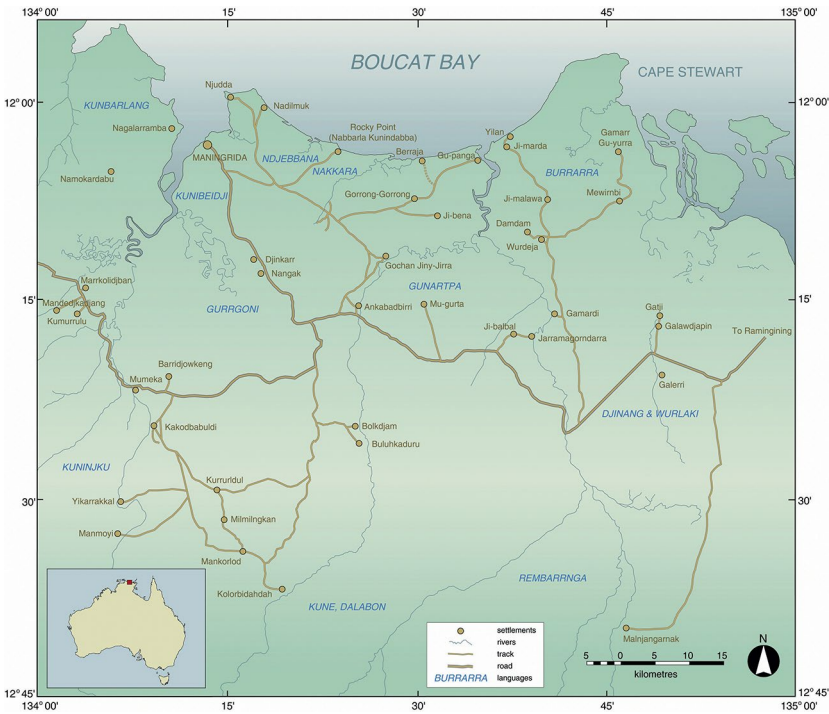 134° 00'
15'
30'
45'
135° 00'
BOUCAT BAY
CAPE STEWART
12° 00'
12° 00'
Njudda
Nadilmuk
KUNBARLANG
Nagalarramba
Rocky Point
(Nabbarla Kunindabba)
Yilan
Ji-marda
Gamarr
Gu-yurra
MANINGRIDA
NDJEBBANA
NAKKARA
Berraja
Gu-panga
BURRARRA
Namokardabu
KUNIBEIDJI
Gorrong-Gorrong
Ji-bena
Ji-malawa
Mewirnbi
Damdam
Wurdeja
Djinkarr
Nangak
Gochan Jiny-Jirra
Marrkolidjban
Mandedjkadjang
Kumurrulu
GURRGONI
GUNARTPA
Ankabadbirri
Mu-gurta
Gamardi
Gatji
Galawdjapin
15'
15'
Ji-balbal
Jarramagorndarra
To Ramingining
Barridjowkeng
Mumeka
Galerri
DJINANG & WURLAKI
Kakodbabuldi
Bolkdjam
Buluhkaduru
KUNINJKU
Kurrurldul
Yikarrakkal
Milmilngkan
30'
30'
Manmoyi
Mankorlod
Kolorbidahdah
KUNE, DALABON
REMBARRNGA
Malnjangarnak
settlements
rivers
track
road
BURRARRA
languages
5
0
5
10
15
kilometres
N
12° 45'
12° 45'
134° 00'
15'
30'
45'
135° 00'